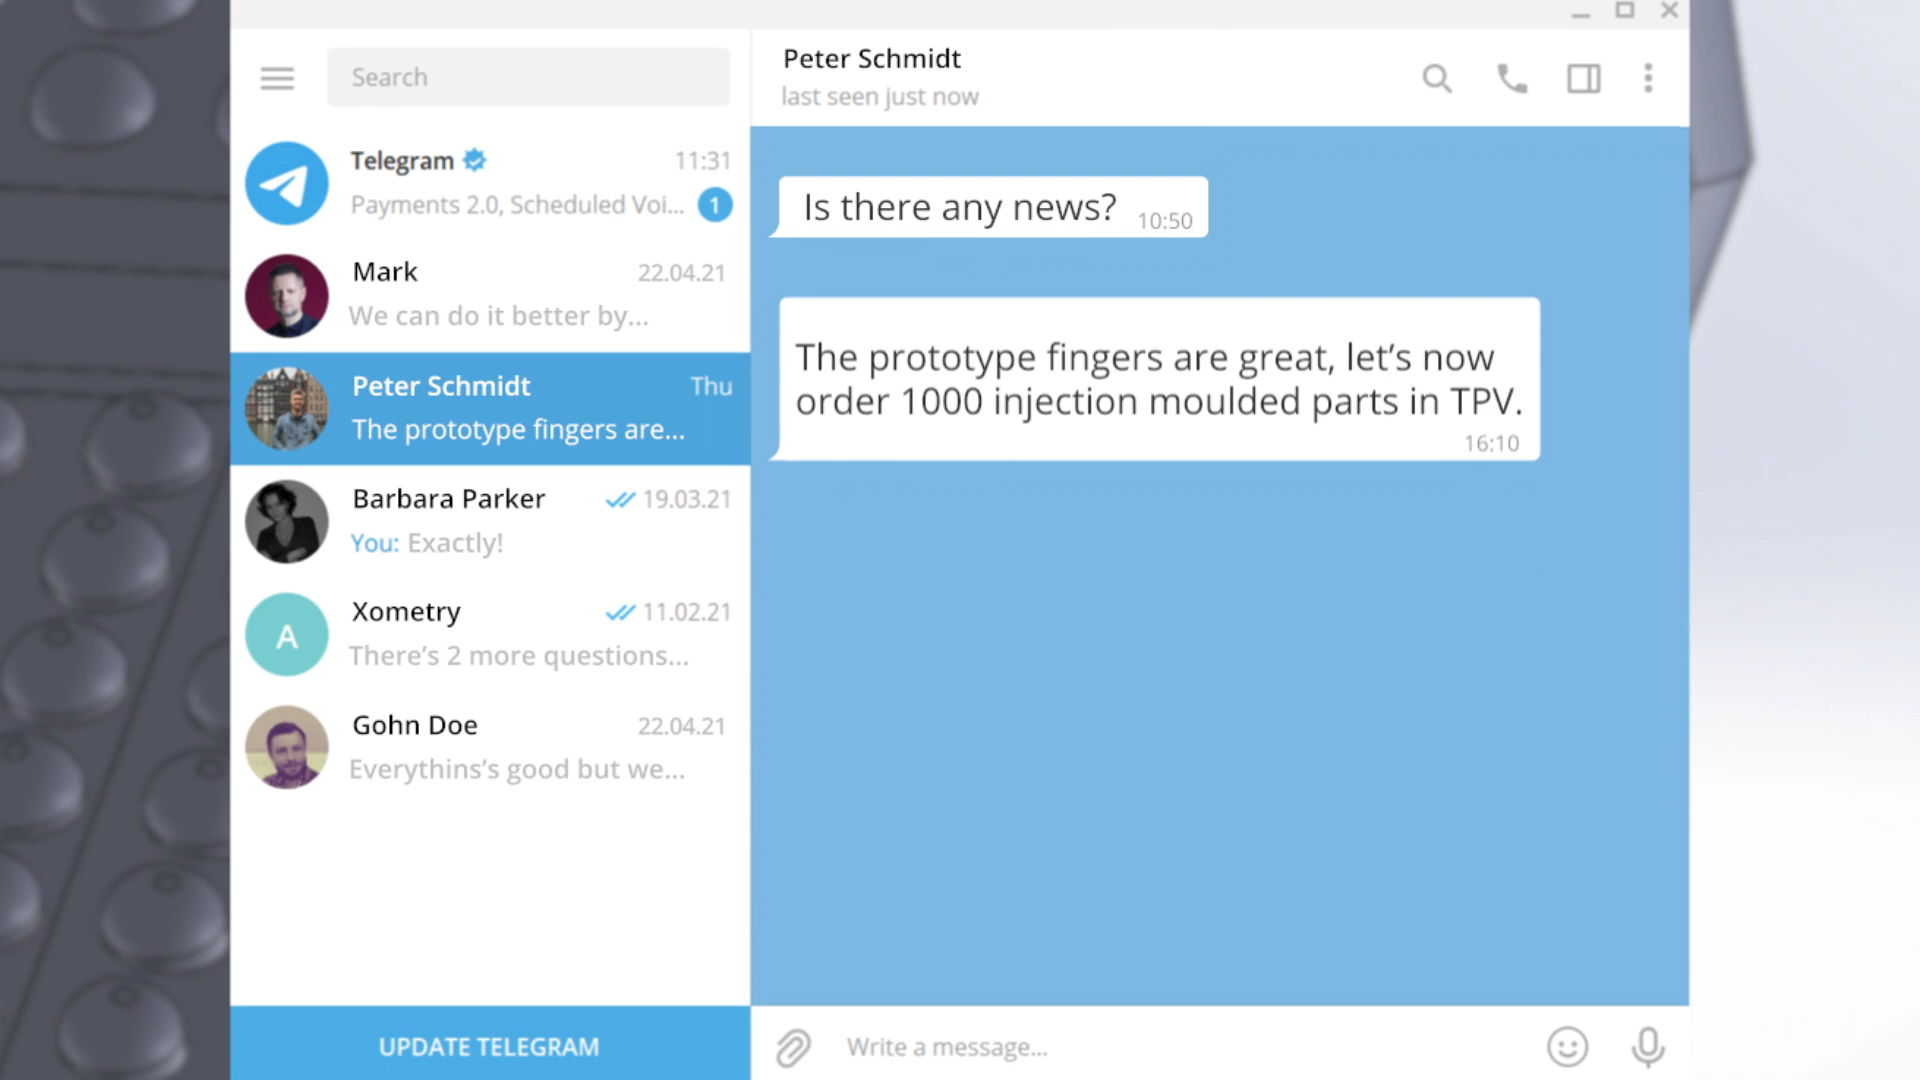 Search
Telegram
11:31
Payments 2.0, Scheduled Voi...
1
Mark
22.04.21
We can do it better by...
Peter Schmidt
Thu
The prototype fingers are...
Barbara Parker
19.03.21
You: Exactly!
A
Xometry
11.02.21
There's 2 more questions...
Gohn Doe
22.04.21
Everythins's good but we...
UPDATE TELEGRAM
Peter Schmidt
last seen just now
Is there any news?
10:50
The prototype fingers are great, let's now
order 1000 injection moulded parts in TPV.
16:10
Write a message...